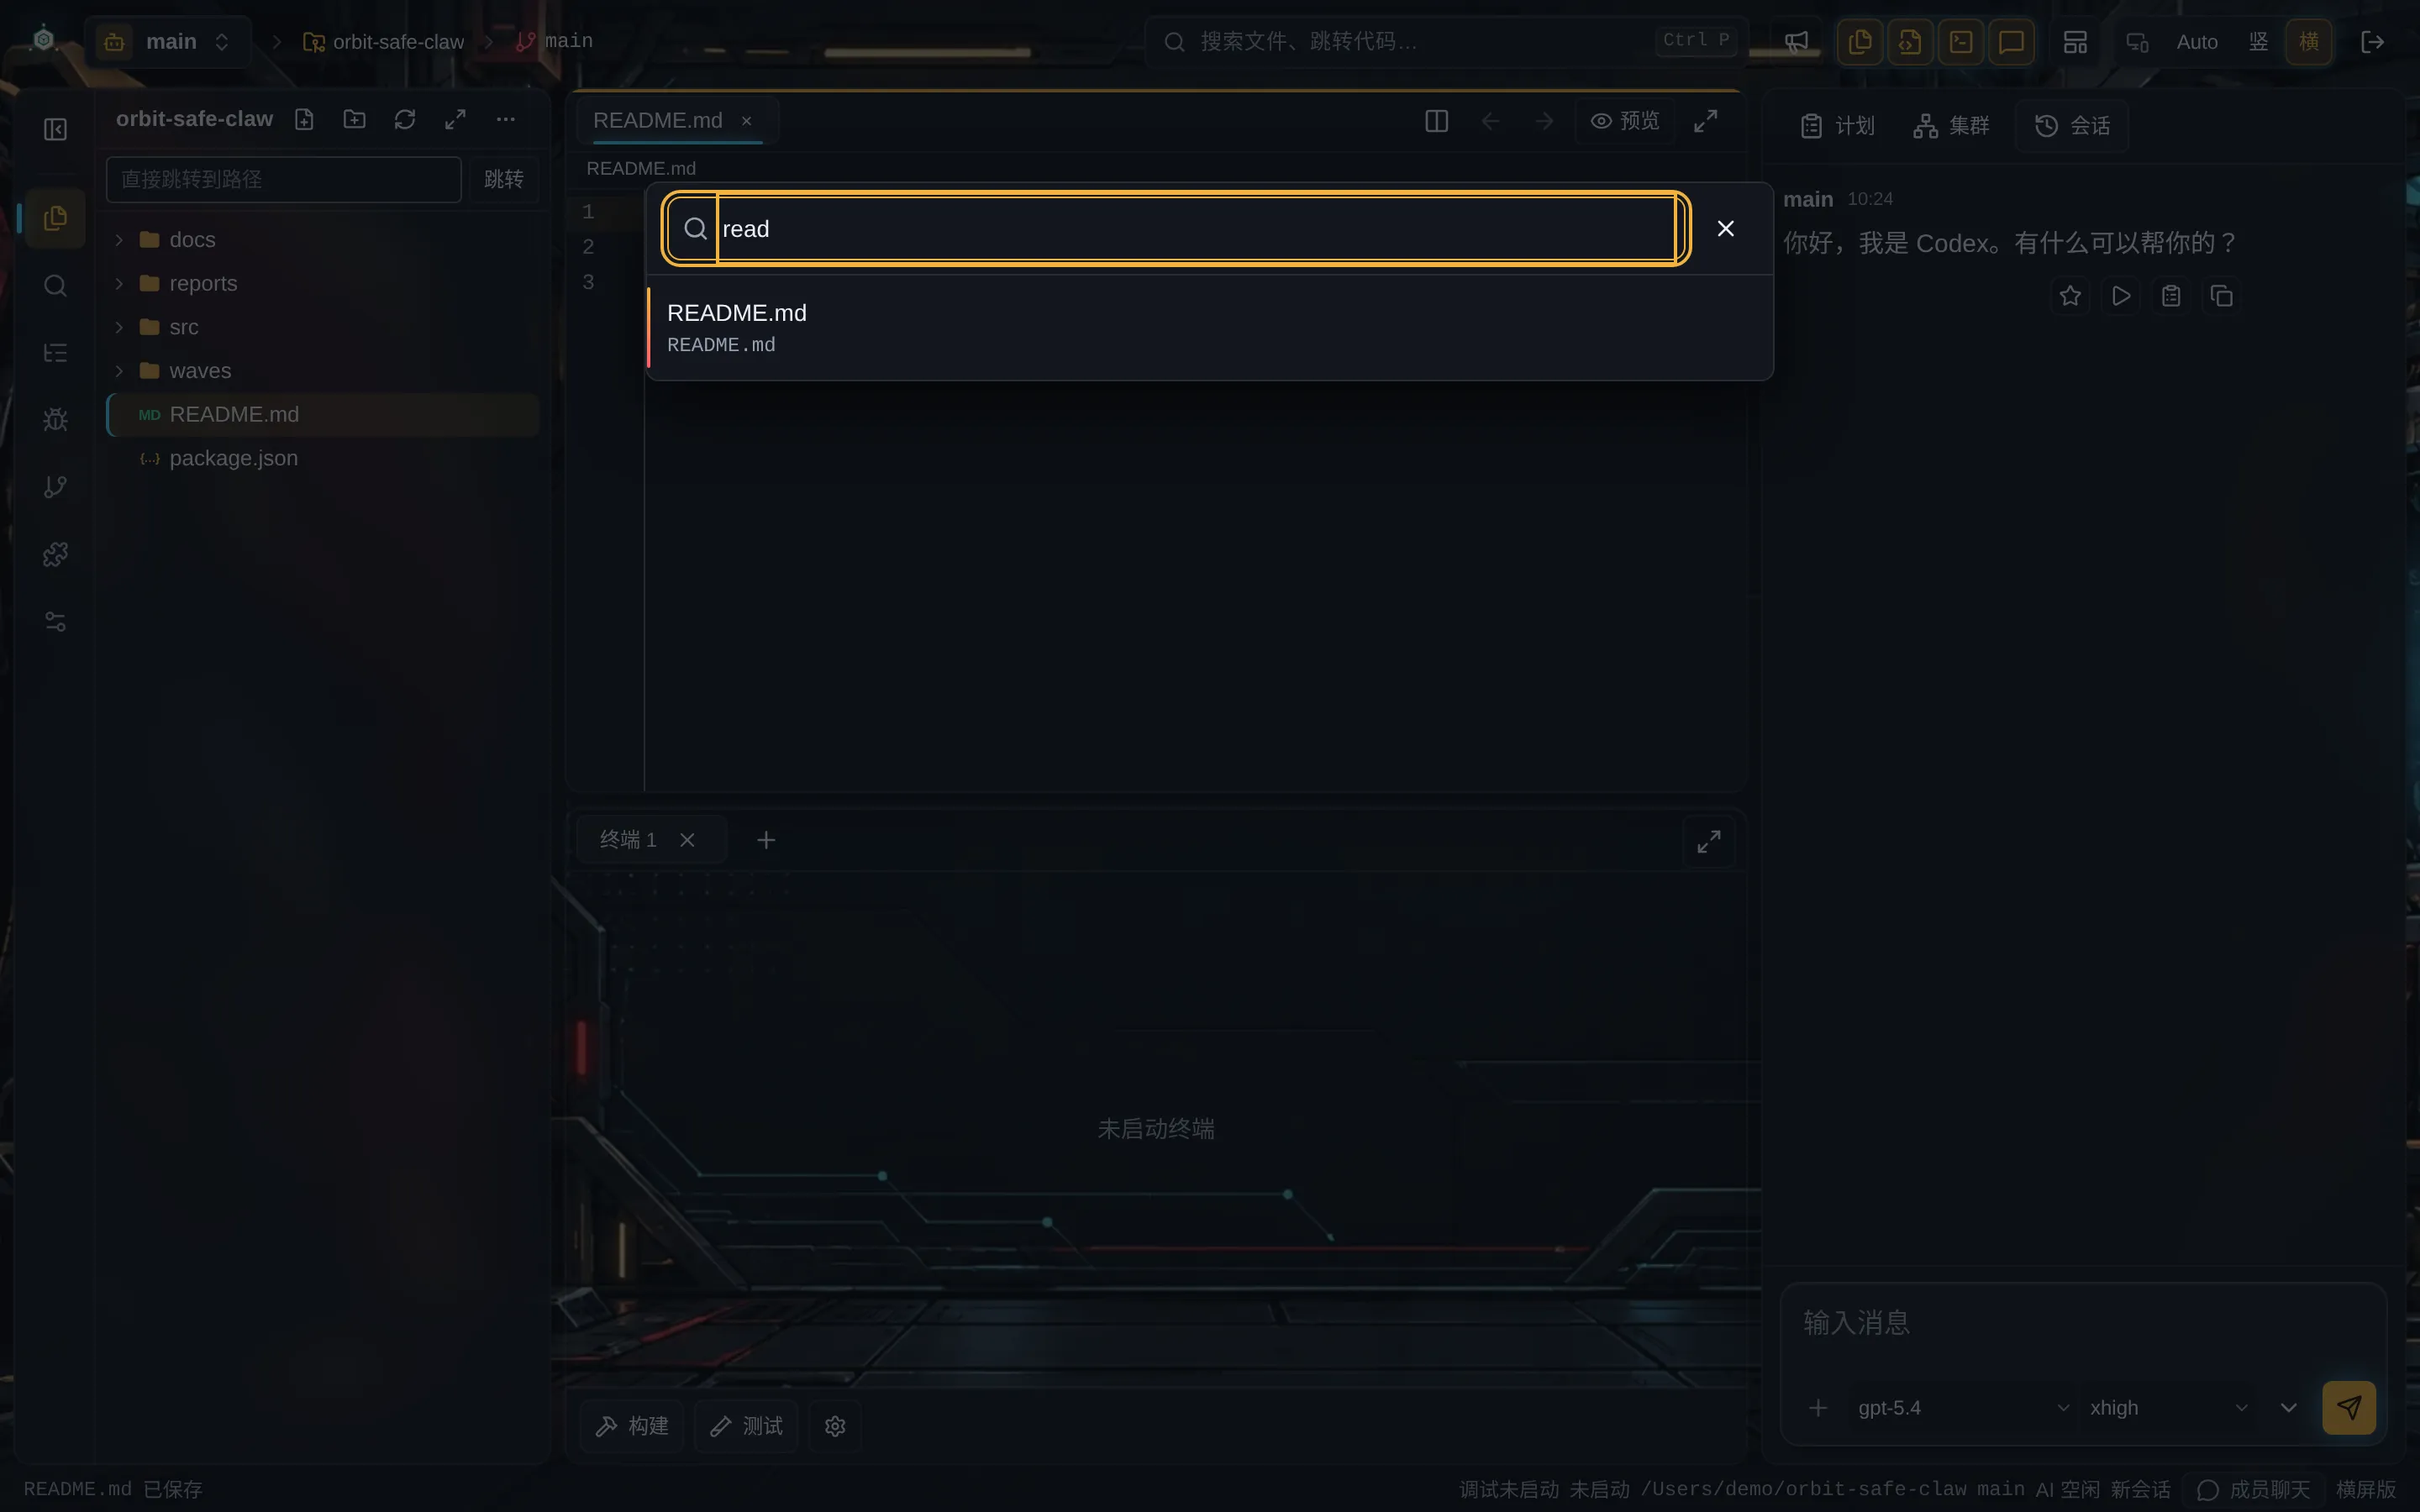 main
orbit-safe-claw
main
搜索文件、跳转代码…
Ctrl P
Auto
竖
横
orbit-safe-claw
直接跳转到路径
跳转
docs
reports
src
waves
MD README.md
{...} package.json
README.md ×
预览
README.md
1
2
3
read
README.md
README.md
终端 1
未启动终端
构建
测试
计划
集群
会话
main 10:24
你好，我是 Codex。有什么可以帮你的？
输入消息
gpt-5.4
xhigh
README.md 已保存
调试未启动 未启动 /Users/demo/orbit-safe-claw main AI 空闲 新会话 成员聊天 横屏版